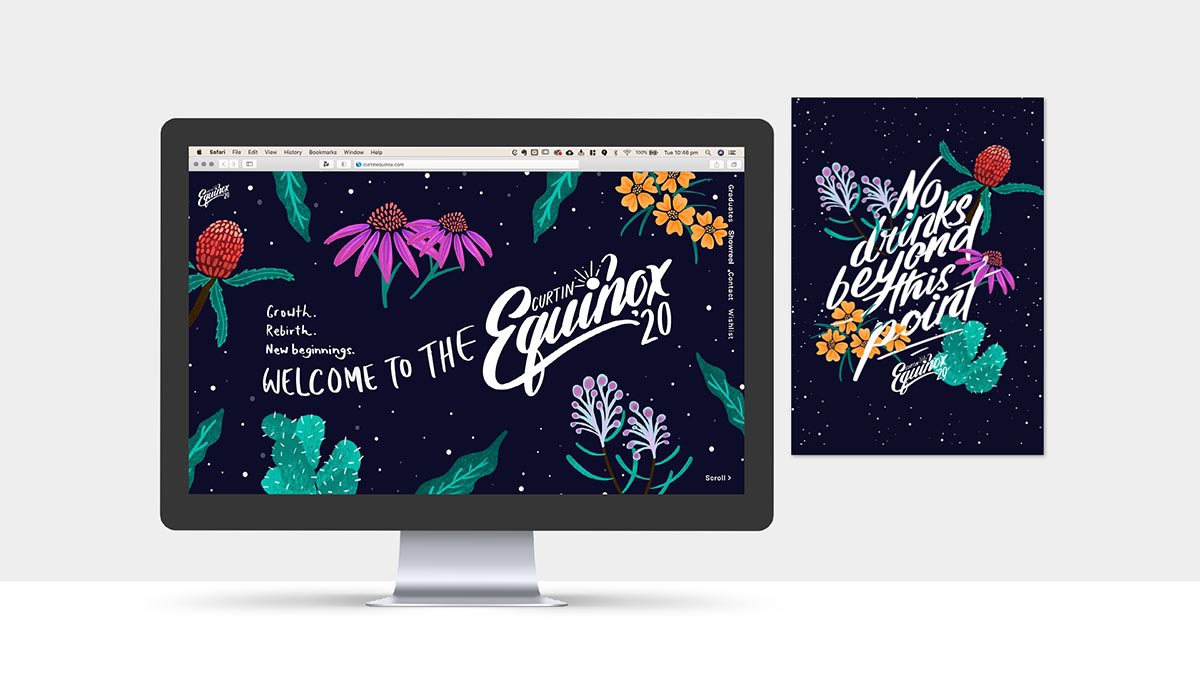 Safari File Edit View History Bookmarks Window Help
100% Tue 10:46 pm
curtinequinox.com
Equinox
20
Graduates
Showreel
Contact
Wishlist
Growth.
Rebirth.
New beginnings.
WELCOME TO THE
CURTIN
Equinox
'20
Scroll >
No
drinks
beyond
this
point
Equinox
'20